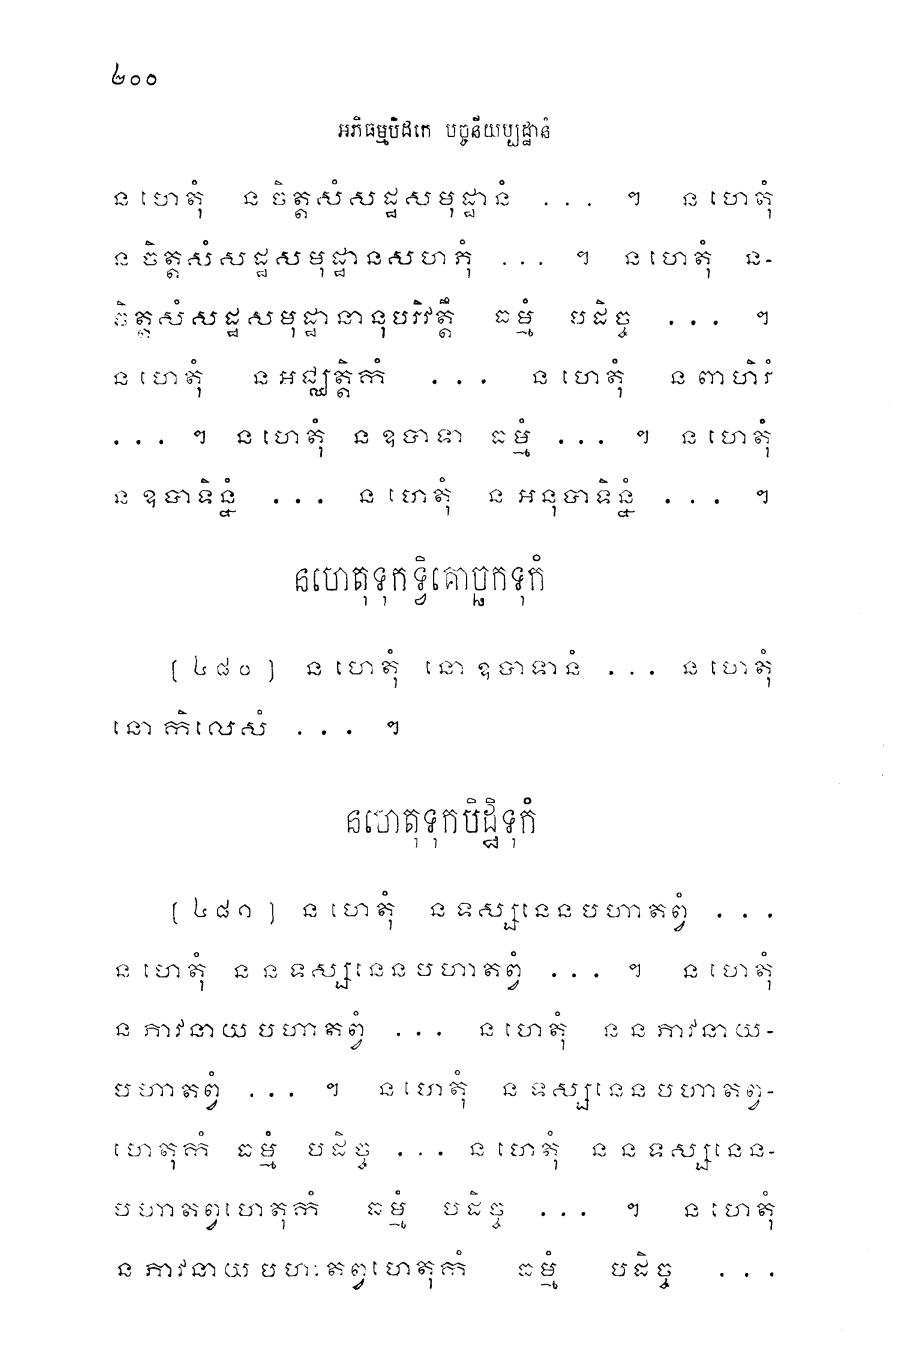 ២០០
អភិធម្មបិដកេ បច្ចនីយប្បដ្ឋានំ
ន ហេតុំ ន ចិត្តសំសដ្ឋសមុដ្ឋានំ ... ។ ន ហេតុំ
ន ចិត្តសំសដ្ឋសមុដ្ឋានសហភុំ ... ។ ន ហេតុំ ន-
ចិត្តសំសដ្ឋសមុដ្ឋានានុបរិវត្តឹ ធម្មំ បដិច្ច ... ។
ន ហេតុំ ន អជ្ឈត្តិកំ ... ន ហេតុំ ន ពាហិរំ
... ។ ន ហេតុំ ន ឧបាទា ធម្មំ ... ។ ន ហេតុំ
ន ឧបាទិន្នំ ... ន ហេតុំ ន អនុបាទិន្នំ ... ។
នហេតុទុកទ្វិគោច្ឆកទុកំ
(៤៨០) ន ហេតុំ នោ ឧបាទានំ ... ន ហេតុំ
នោ កិលេសំ ... ។
នហេតុទុកបិដ្ឋិទុកំ
(៤៨១) ន ហេតុំ ន ទស្សនេនបហាតព្វំ ...
ន ហេតុំ ន ន ទស្សនេនបហាតព្វំ ... ។ ន ហេតុំ
ន ភាវនាយ បហាតព្វំ ... ន ហេតុំ ន ន ភាវនាយ-
បហាតព្វំ ... ។ ន ហេតុំ ន ទស្សនេនបហាតព្វ-
ហេតុកំ ធម្មំ បដិច្ច ... ន ហេតុំ ន ន ទស្សនេន-
បហាតព្វហេតុកំ ធម្មំ បដិច្ច ... ។ ន ហេតុំ
ន ភាវនាយ បហាតព្វហេតុកំ ធម្មំ បដិច្ច ...